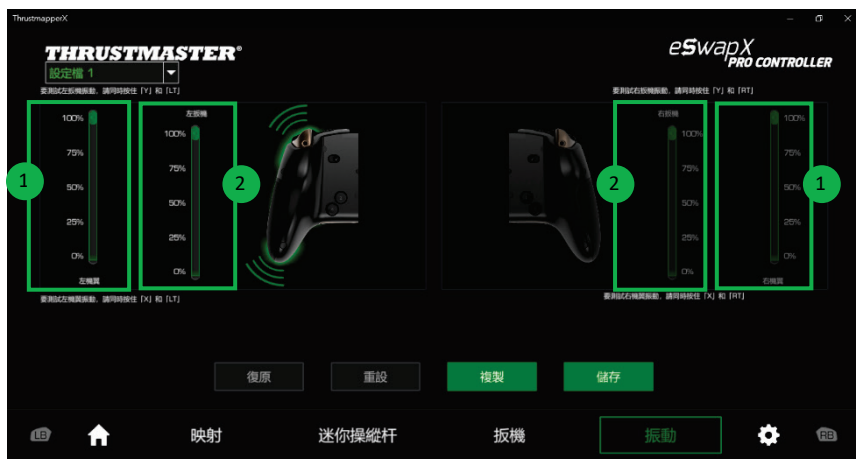 ThrustmapperX
THRUSTMASTER®
eSwapX
PRO CONTROLLER
設定檔 1
要測試左扳機振動，請同時按住「Y」和「LT」
要測試右扳機振動，請同時按住「Y」和「RT」
100%
75%
50%
25%
0%
左機翼
1
左扳機
100%
75%
50%
25%
0%
2
右扳機
100%
75%
50%
25%
0%
2
100%
75%
50%
25%
0%
右機翼
1
要測試左機翼振動，請同時按住「X」和「LT」
要測試右機翼振動，請同時按住「X」和「RT」
復原
重設
複製
儲存
LB
映射
迷你操縱杆
扳機
振動
RB